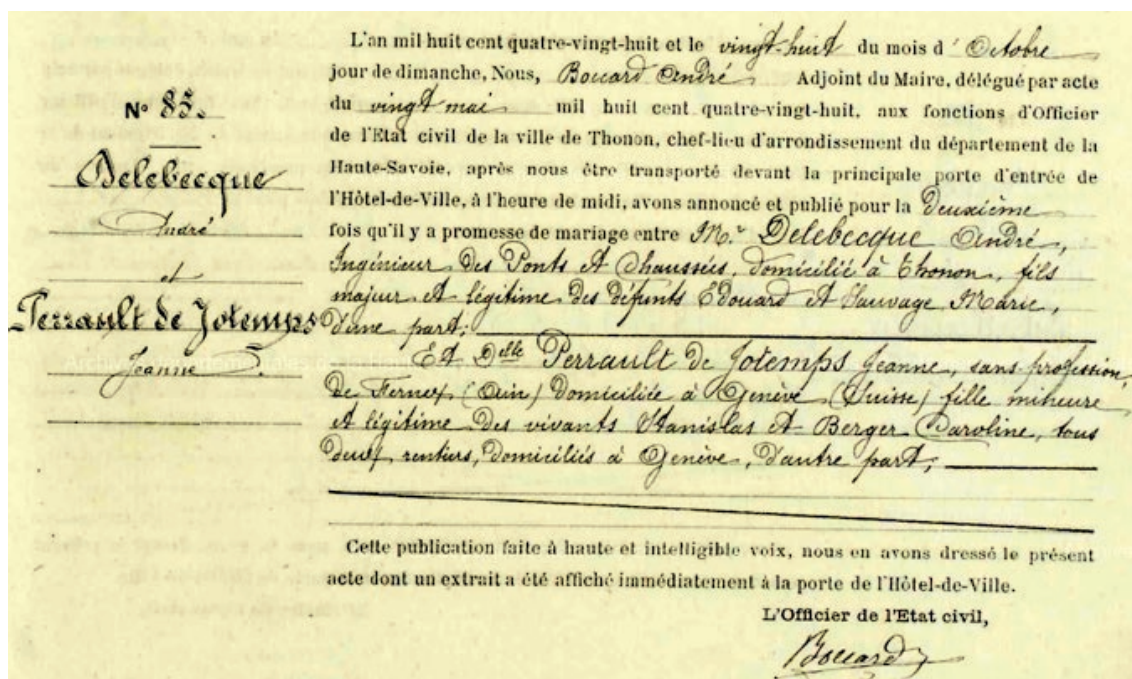 L'an mil huit cent quatre-vingt-huit et le vingt-huit du mois d'Octobre
jour de dimanche, Nous, Boccard André Adjoint du Maire, délégué par acte
du vingt mai mil huit cent quatre-vingt-huit, aux fonctions d'Officier
de l'Etat civil de la ville de Thonon, chef-lieu d'arrondissement du département de la
Haute-Savoie, après nous être transporté devant la principale porte d'entrée de
l'Hôtel-de-Ville, à l'heure de midi, avons annoncé et publié pour la Deuxième
fois qu'il y a promesse de mariage entre Mr Delebecque André,
Ingénieur des Ponts et Chaussées, domicilié à Thonon, fils
majeur et légitime des défunts Edouard et Sauvage Marie,
d'une part;
Et Delle Perrault de Jotemps Jeanne, sans profession,
de Fernex (Ain) domiciliée à Genève (Suisse) fille mineure
et légitime des vivants Stanislas et Berger Caroline, tous
deux rentiers, domiciliés à Genève, d'autre part;
Cette publication faite à haute et intelligible voix, nous en avons dressé le présent
acte dont un extrait a été affiché immédiatement à la porte de l'Hôtel-de-Ville.
L'Officier de l'Etat civil,
Boccard
N° 85.
Delebecque
André
et
Perrault de Jotemps
Jeanne